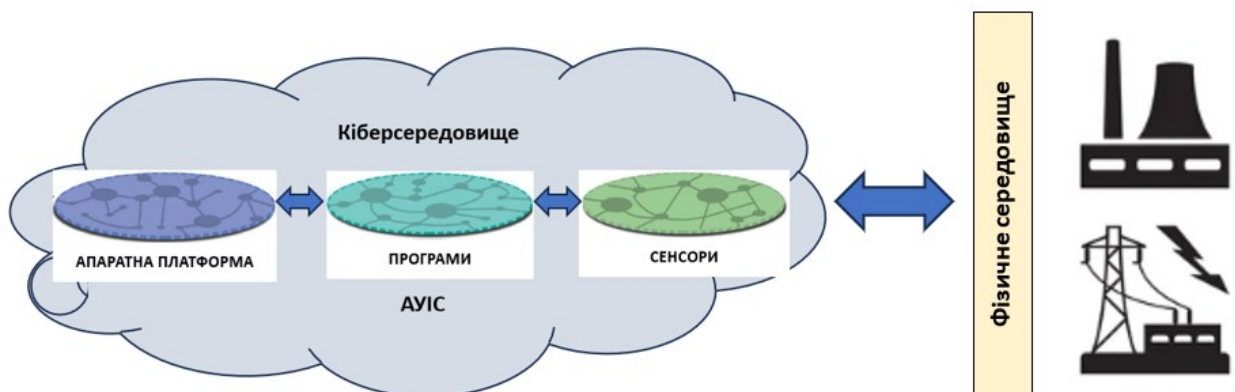 Кіберсередовище
АПАРАТНА ПЛАТФОРМА
ПРОГРАМИ
СЕНСОРИ
АУІС
Фізичне середовище